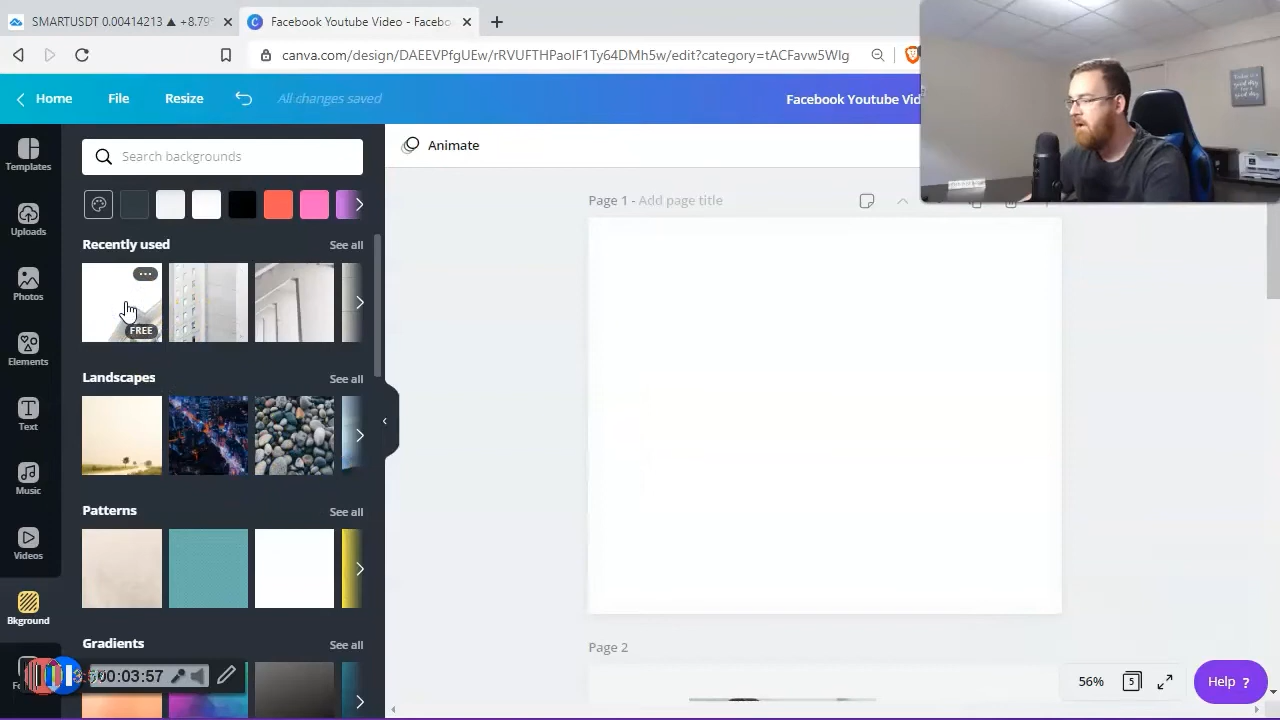 SMARTUSDT 0.00414213 ▲ +8.79%
Facebook Youtube Video - Facebo
canva.com/design/DAEEVPfgUEw/rRVUFTHPaoIF1Ty64DMh5w/edit?category=tACFavw5WIg
Home
File
Resize
All changes saved
Facebook Youtube Vid
Templates
Uploads
Photos
Elements
Text
Music
Videos
Bkground
Search backgrounds
Recently used
See all
FREE
Landscapes
See all
Patterns
See all
Gradients
See all
00:03:57
Animate
Page 1 - Add page title
Page 2
56%
5
Help ?
good day